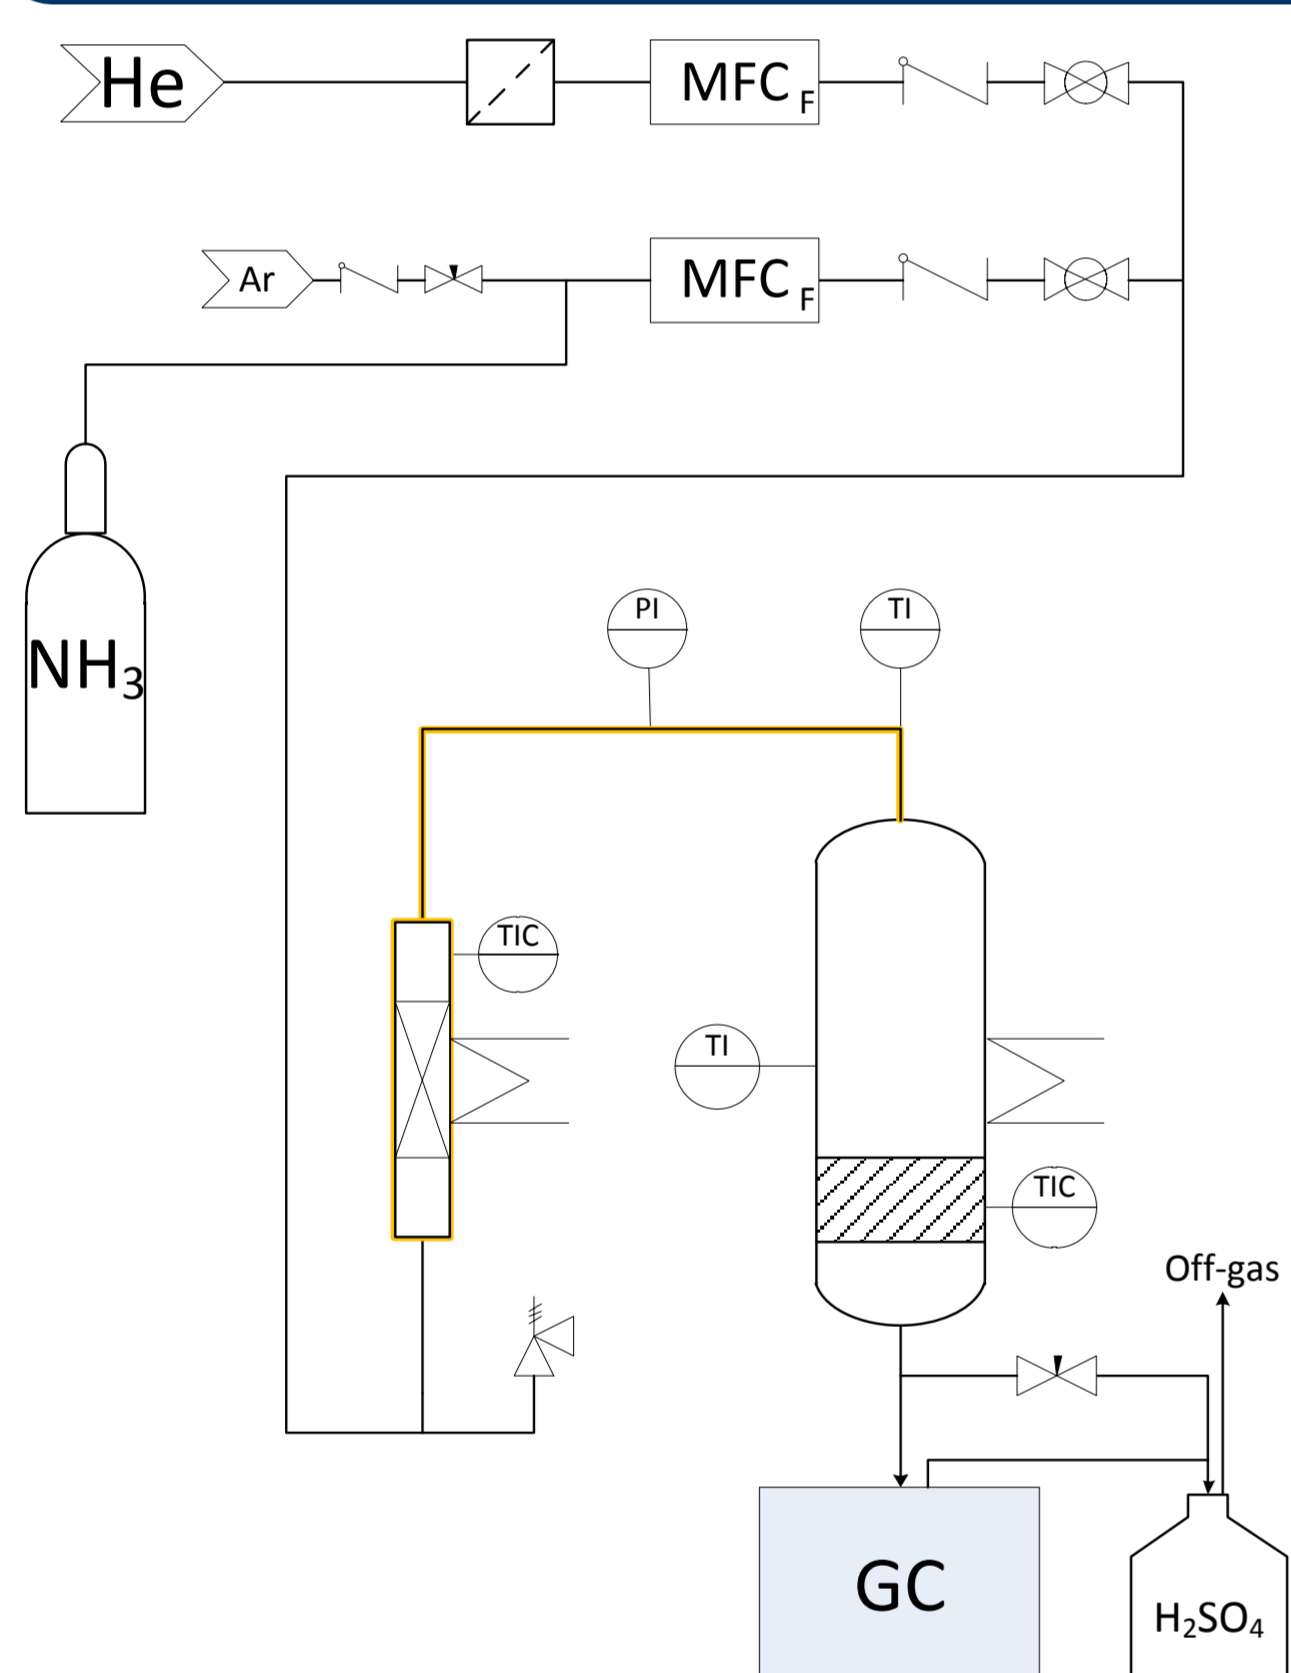 He
MFC F
Ar
MFC F
NH₃
PI
TI
TIC
TI
TIC
Off-gas
GC
H₂SO₄